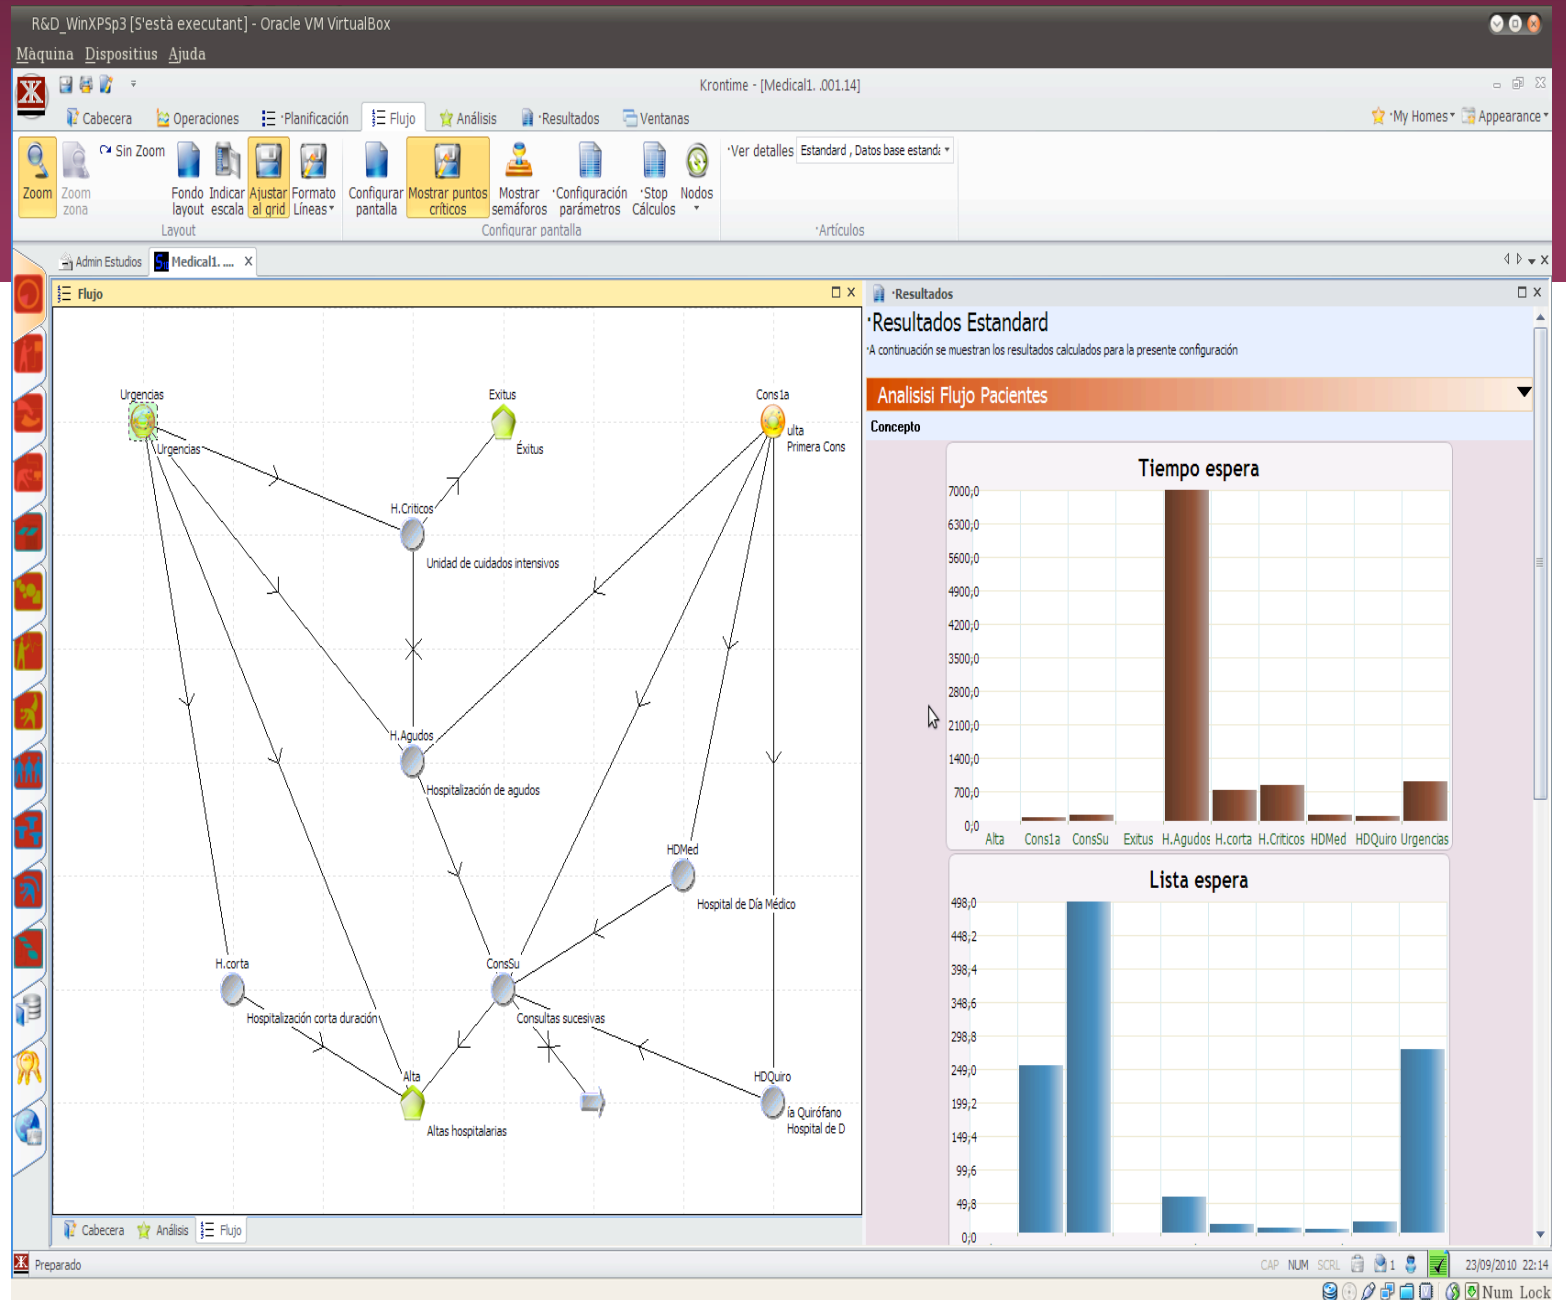 R&D_WinXPSp3 [S'està executant] - Oracle VM VirtualBox
Màquina Dispositius Ajuda
Krontime - [Medical1. .001.14]
Cabecera Operaciones ·Planificación Flujo Análisis ·Resultados Ventanas
·My Homes Appearance
Zoom
Zoom zona
Sin Zoom
Fondo layout
Indicar escala
Ajustar al grid
Formato Líneas
Layout
Configurar pantalla
Mostrar puntos críticos
Mostrar semáforos
·Configuración parámetros
·Stop Cálculos
Nodos
Configurar pantalla
·Ver detalles Estandard , Datos base estanda
·Artículos
Admin Estudios Medical1. .... X
Flujo
Urgencias
Urgencias
Exitus
Éxitus
Cons1a
ulta
Primera Cons
H.Criticos
Unidad de cuidados intensivos
H.Agudos
Hospitalización de agudos
HDMed
Hospital de Día Médico
H.corta
Hospitalización corta duración
ConsSu
Consultas sucesivas
Alta
Altas hospitalarias
HDQuiro
ía Quirófano
Hospital de D
Cabecera Análisis Flujo
·Resultados
·Resultados Estandard
·A continuación se muestran los resultados calculados para la presente configuración
Analisisi Flujo Pacientes
Concepto
Tiempo espera
7000,0
6300,0
5600,0
4900,0
4200,0
3500,0
2800,0
2100,0
1400,0
700,0
0,0
Alta Cons1a ConsSu Exitus H.Agudos H.corta H.Criticos HDMed HDQuiro Urgencias
Lista espera
498,0
448,2
398,4
348,6
298,8
249,0
199,2
149,4
99,6
49,8
0,0
Preparado
CAP NUM SCRL 1 23/09/2010 22:14
Num Lock